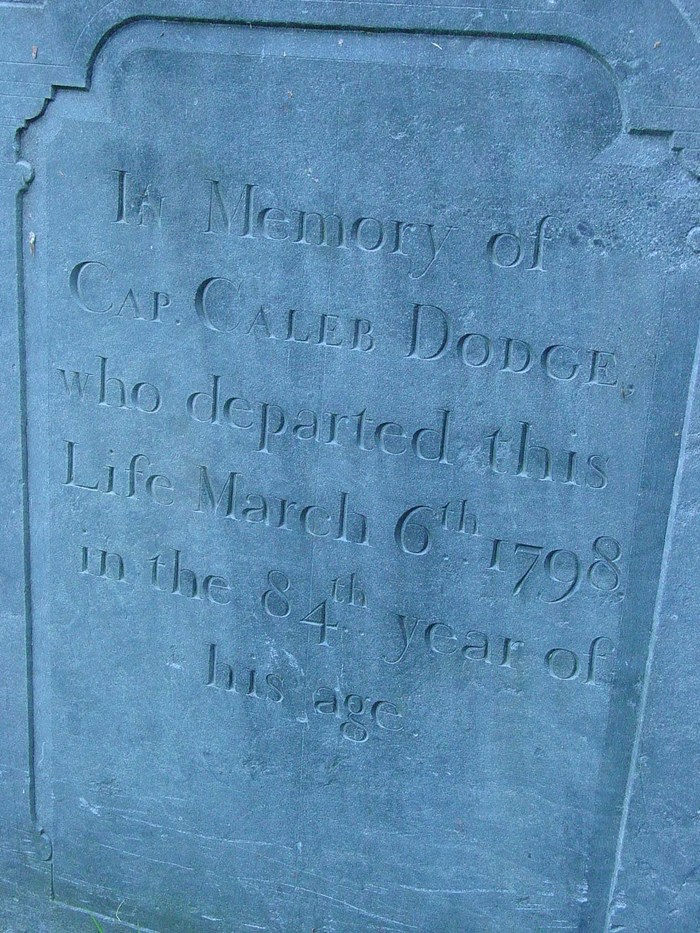 In Memory of
CAP. CALEB DODGE,
who departed this
Life March 6th 1798
in the 84th year of
his age